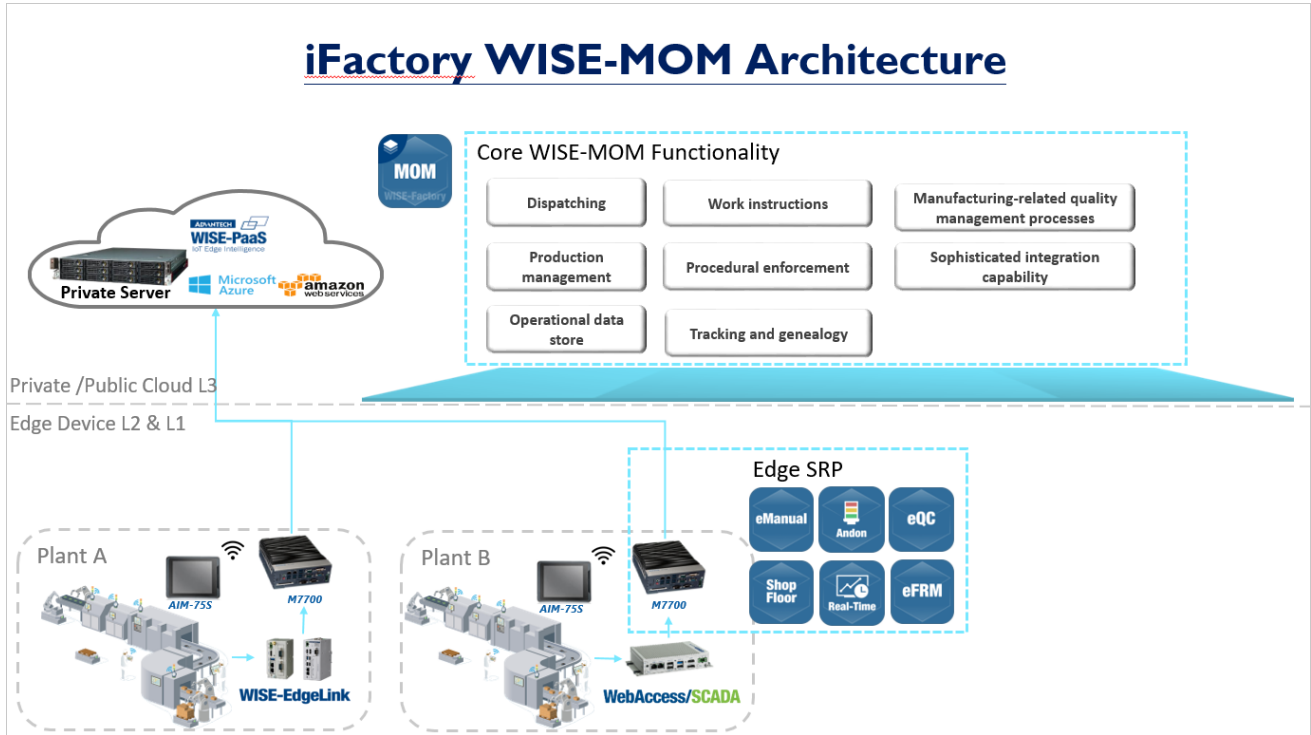 iFactory WISE-MOM Architecture
MOM
WISE-Factory
Core WISE-MOM Functionality
Dispatching
Work instructions
Manufacturing-related quality
management processes
Production
management
Procedural enforcement
Sophisticated integration
capability
Operational data
store
Tracking and genealogy
ADVANTECH
WISE-PaaS
IoT Edge Intelligence
Private Server
Microsoft
Azure
amazon
webservices
Private /Public Cloud L3
Edge Device L2 & L1
Plant A
AIM-75S
M7700
WISE-EdgeLink
Plant B
AIM-75S
M7700
WebAccess/SCADA
Edge SRP
eManual
Andon
eQC
Shop
Floor
Real-Time
eFRM